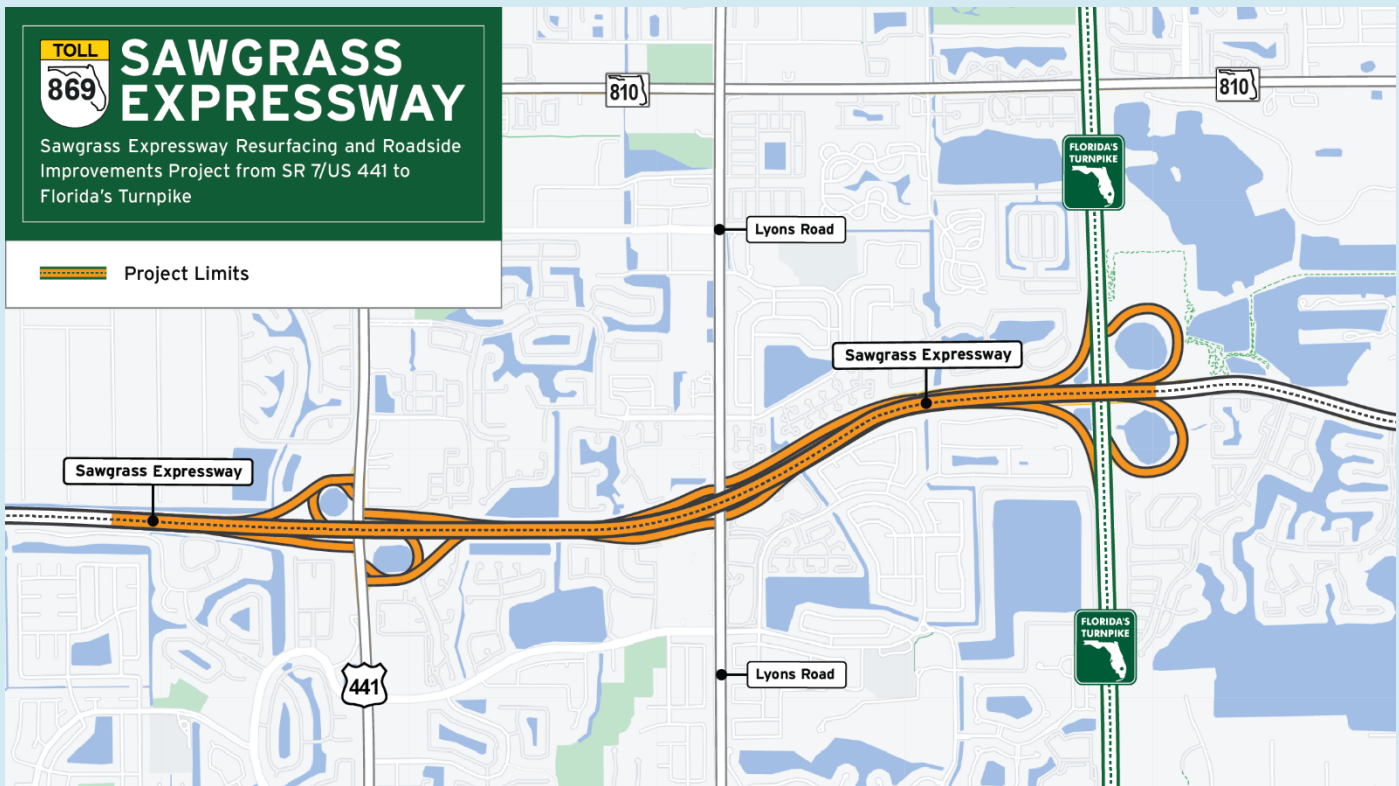 TOLL
869
SAWGRASS
EXPRESSWAY
Sawgrass Expressway Resurfacing and Roadside
Improvements Project from SR 7/US 441 to
Florida's Turnpike
Project Limits
810
810
FLORIDA'S
TURNPIKE
Lyons Road
Sawgrass Expressway
Sawgrass Expressway
FLORIDA'S
TURNPIKE
441
Lyons Road